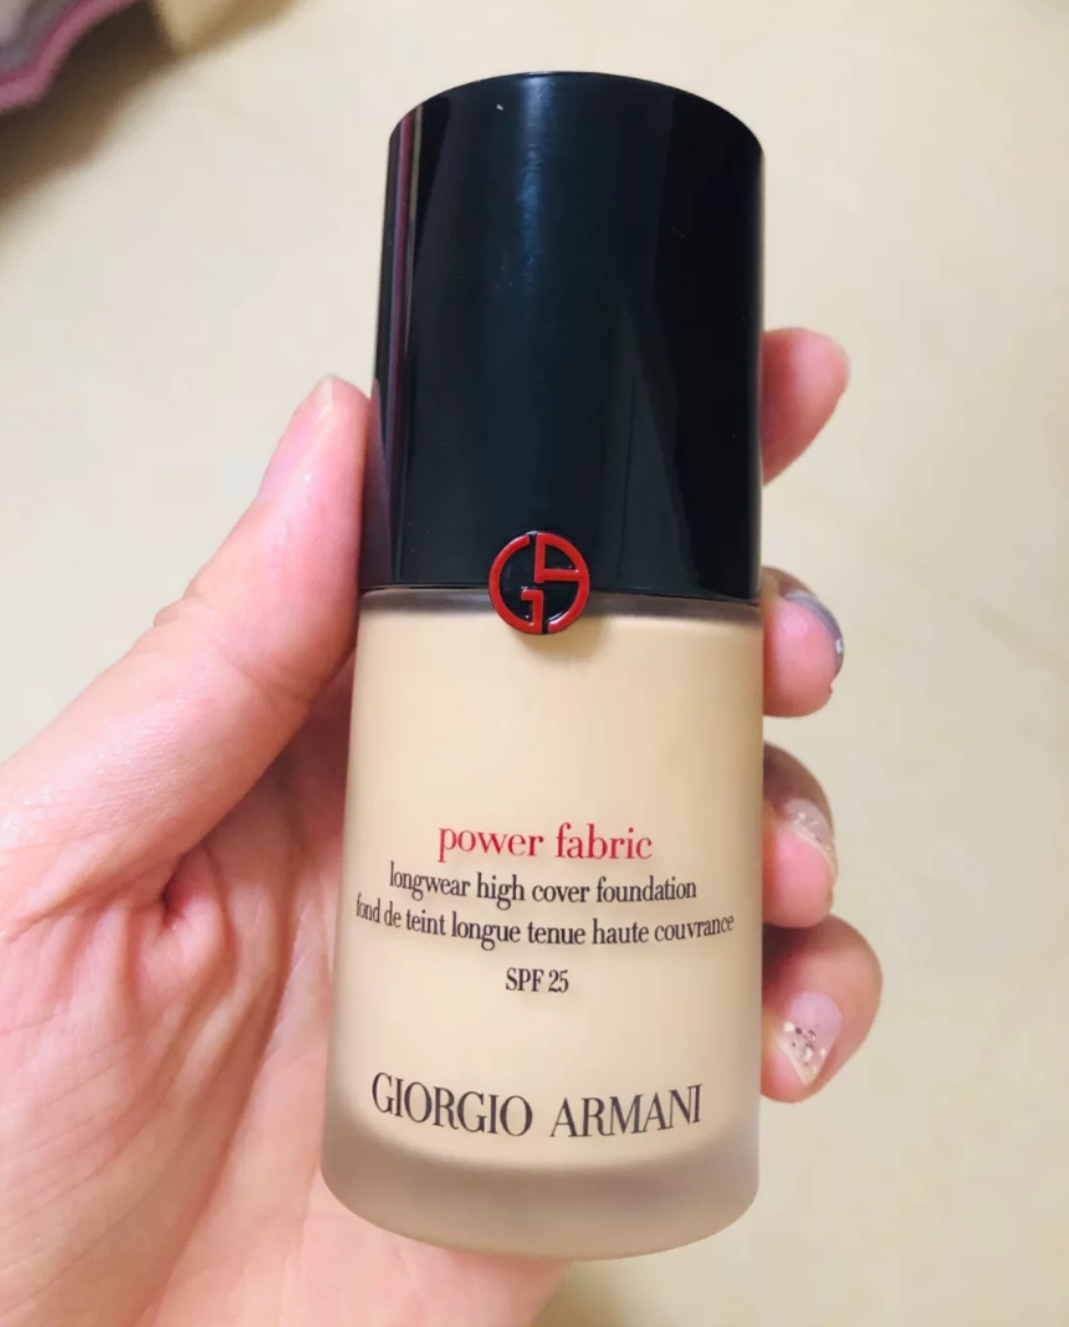 power fabric
longwear high cover foundation
fond de teint longue tenue haute couvrance
SPF 25
GIORGIO ARMANI